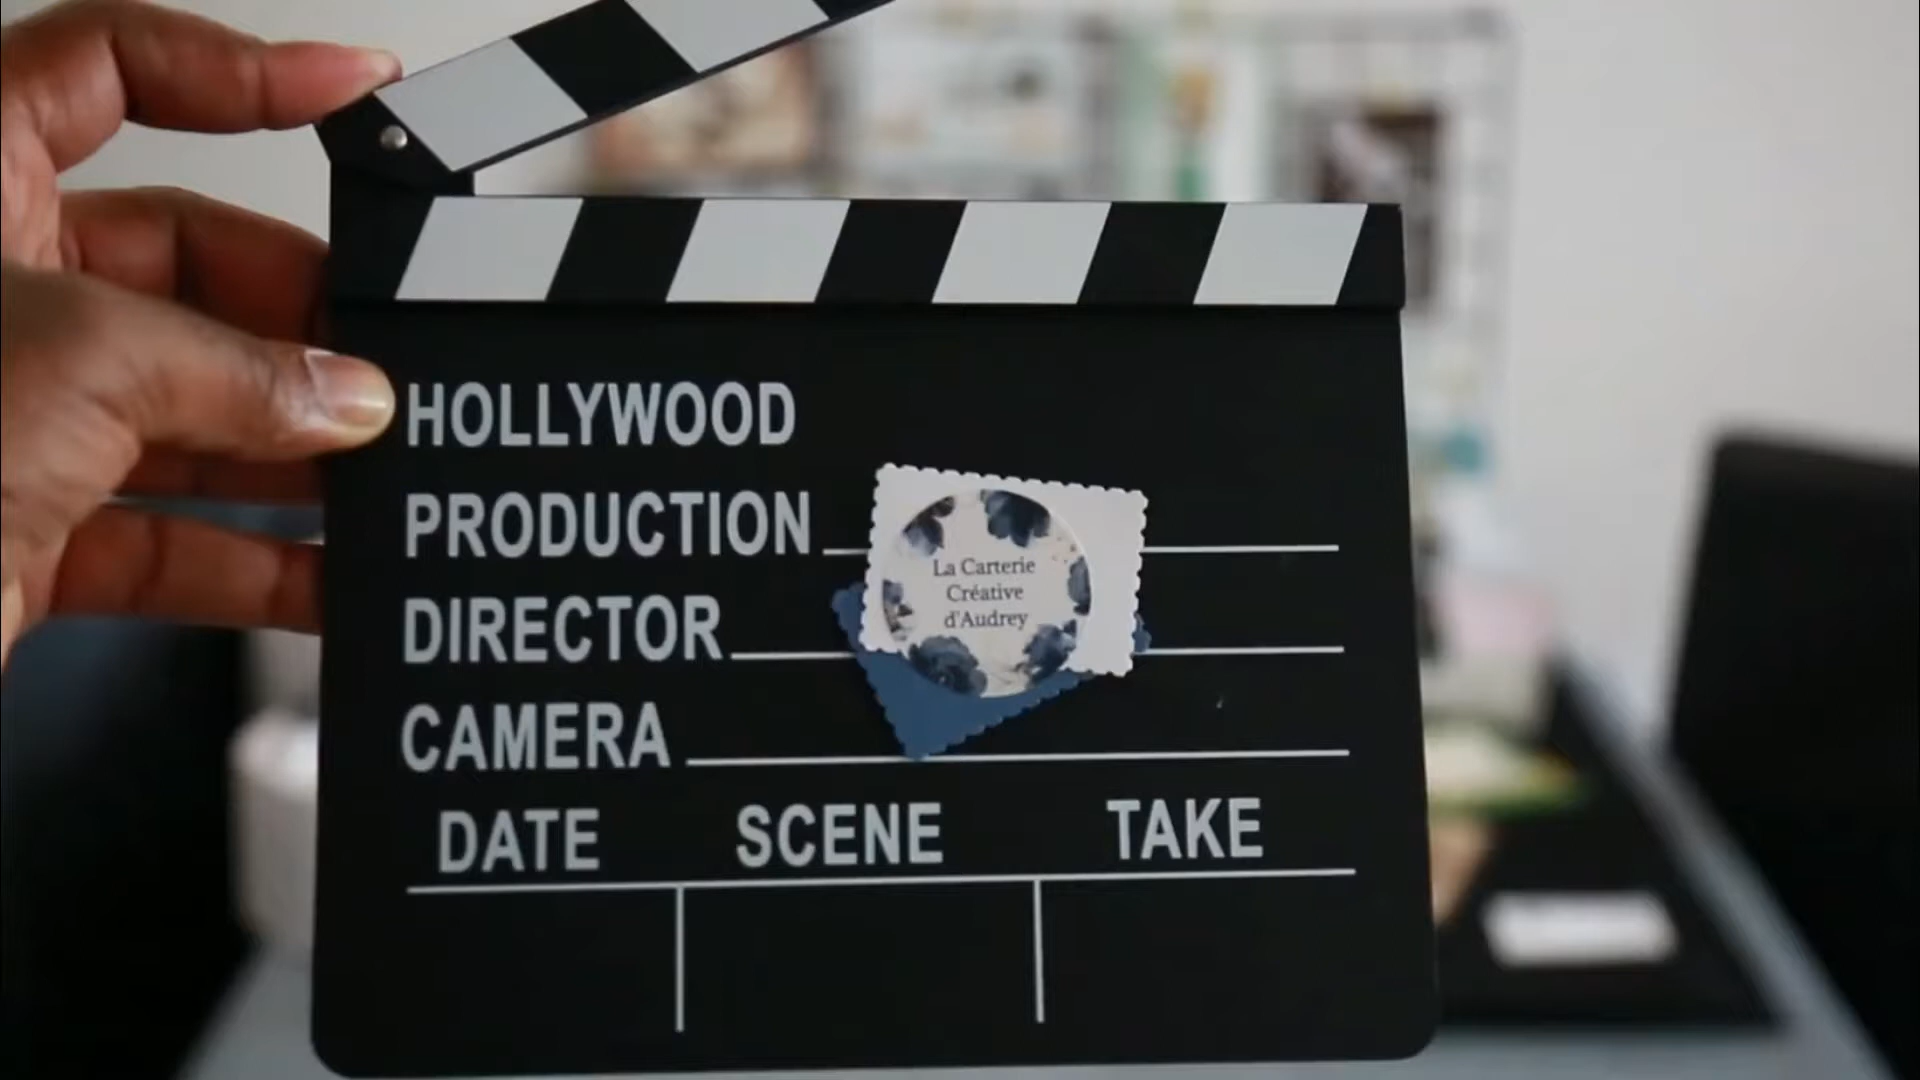 HOLLYWOOD
PRODUCTION
DIRECTOR
CAMERA
La Carterie
Créative
d'Audrey
DATE SCENE TAKE